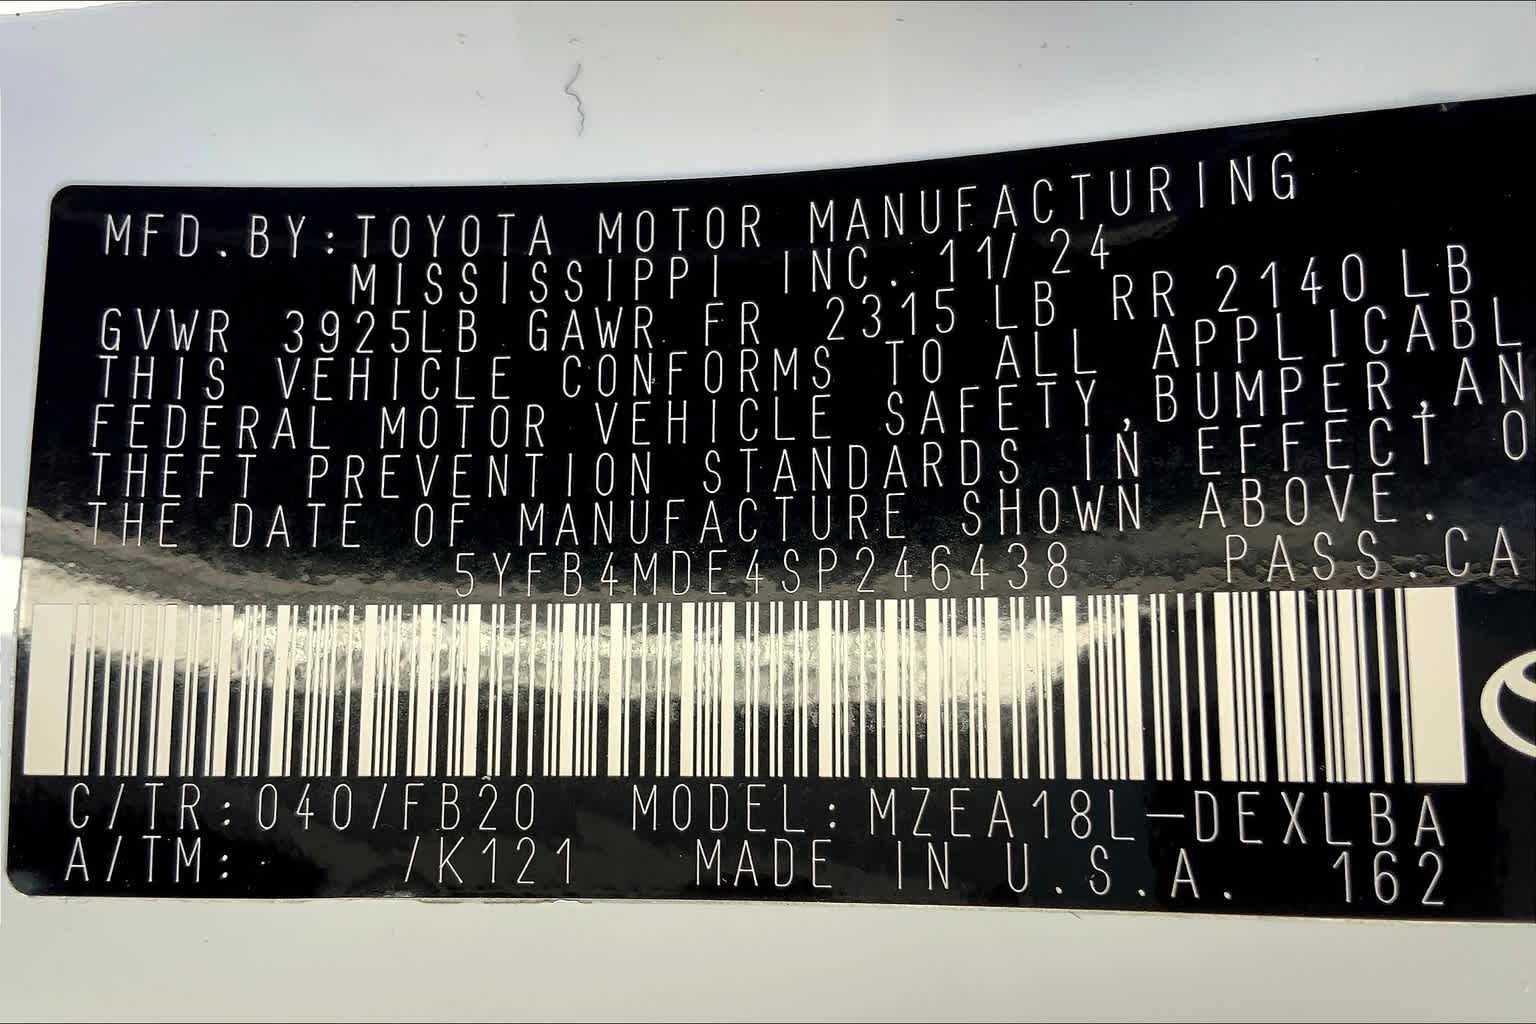 MFD.BY:TOYOTA MOTOR MANUFACTURING
MISSISSIPPI INC. 11/24
GVWR 3925LB GAWR FR 2315 LB RR 2140 LB
THIS VEHICLE CONFORMS TO ALL APPLICABL
FEDERAL MOTOR VEHICLE SAFETY,BUMPER,AN
THEFT PREVENTION STANDARDS IN EFFECT O
THE DATE OF MANUFACTURE SHOWN ABOVE.
5YFB4MDE4SP246438 PASS.CA
C/TR:040/FB20 MODEL:MZEA18L-DEXLBA
A/TM: /K121 MADE IN U.S.A. 162